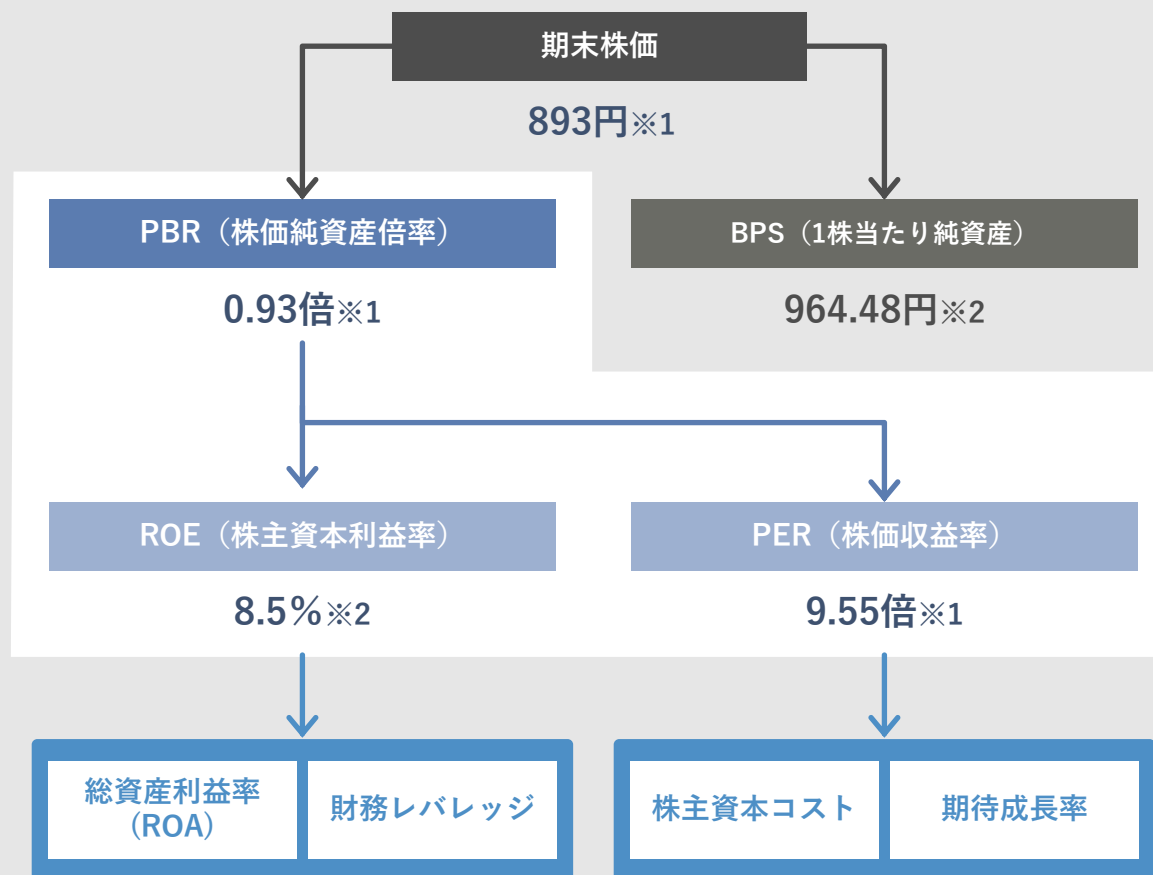 期末株価
893円※1
PBR（株価純資産倍率）
BPS（1株当たり純資産）
0.93倍※1
964.48円※2
ROE（株主資本利益率）
PER（株価収益率）
8.5％※2
9.55倍※1
総資産利益率
(ROA)
財務レバレッジ
株主資本コスト
期待成長率